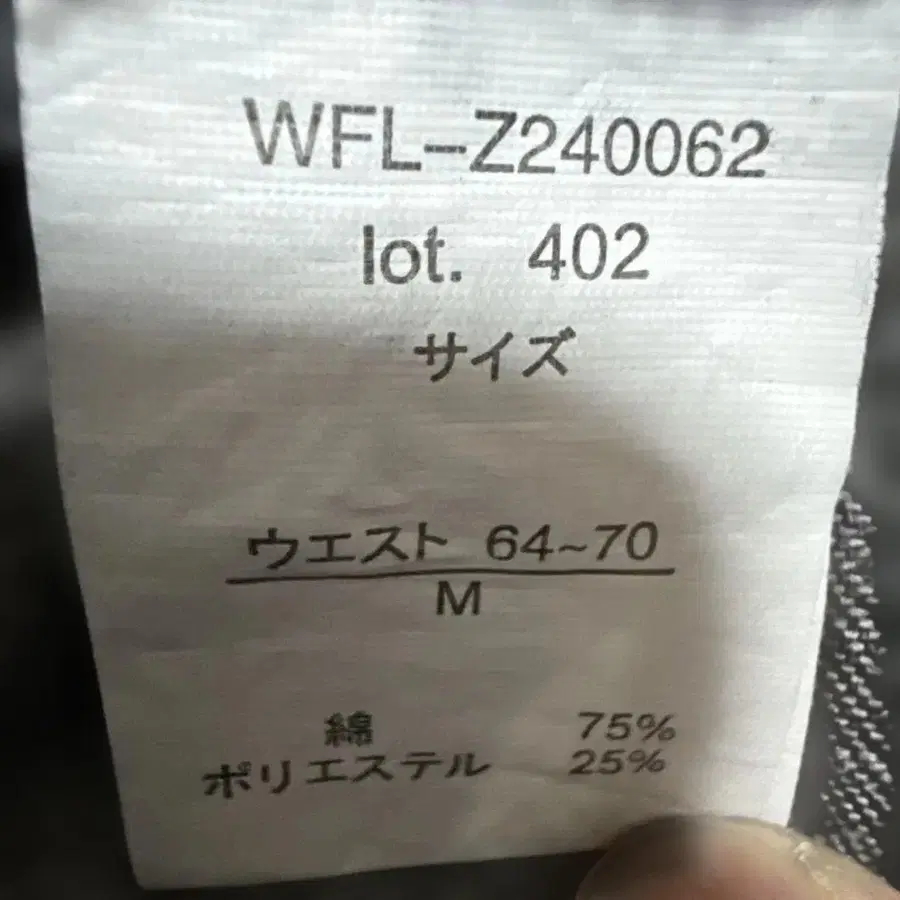 WFL-Z240062
lot. 402
サイズ
ウエスト 64~70
M
綿 75%
ポリエステル 25%